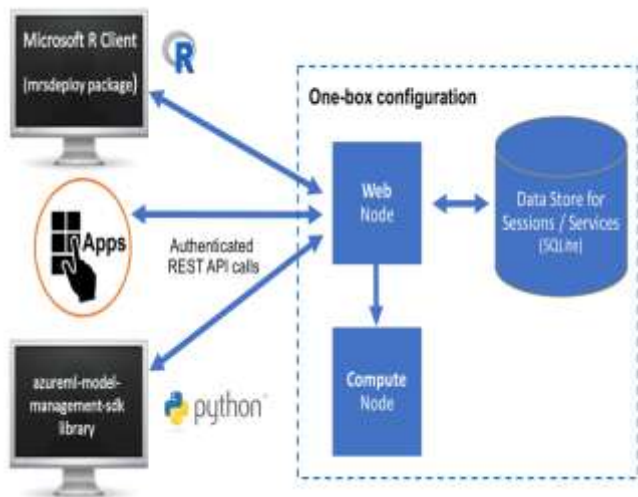 Microsoft R Client
(mrsdeploy package)
R
One-box configuration
Web
Node
Data Store for
Sessions / Services
(SQLite)
Apps
Authenticated
REST API calls
Compute
Node
azureml-model-
management-sdk
library
python